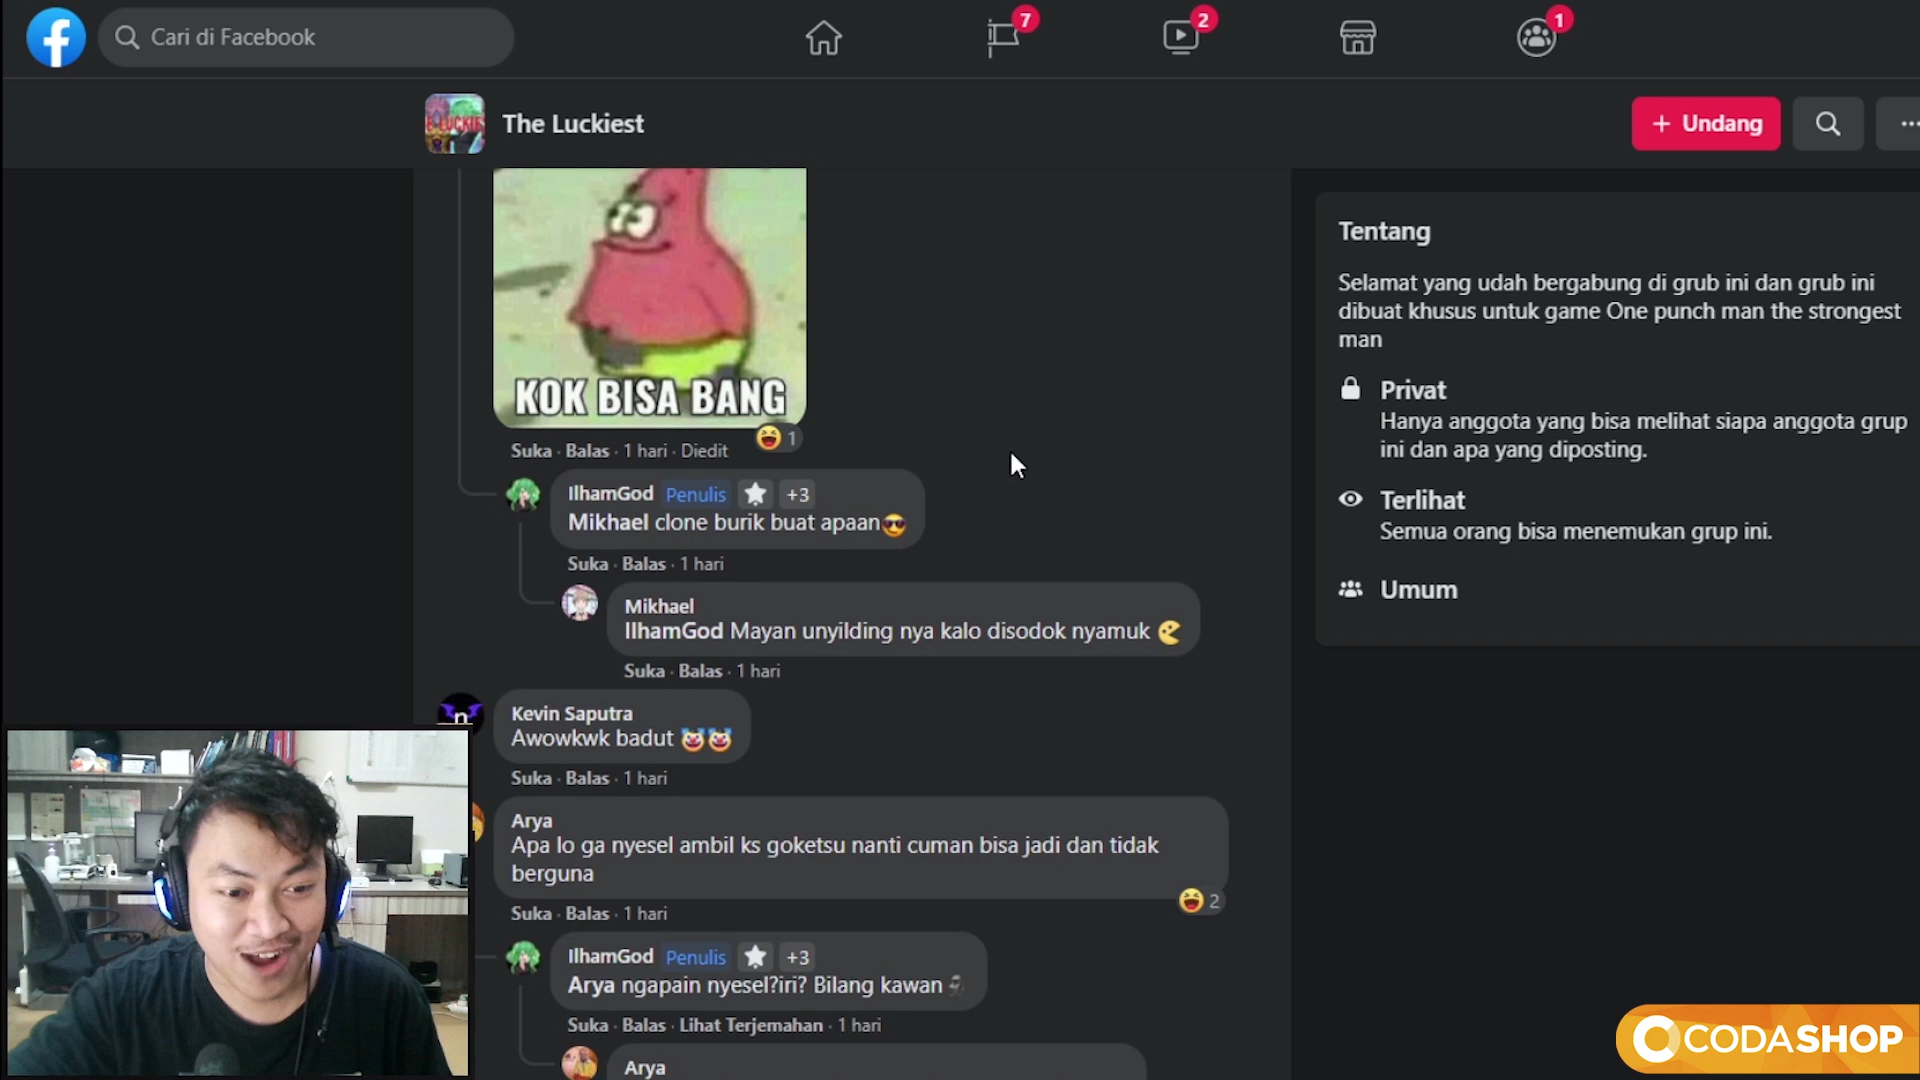 Cari di Facebook
7
2
1
The Luckiest
+ Undang
KOK BISA BANG
1
Suka · Balas · 1 hari · Diedit
IlhamGod Penulis +3
Mikhael clone burik buat apaan😎
Suka · Balas · 1 hari
Mikhael
IlhamGod Mayan unyilding nya kalo disodok nyamuk
Suka · Balas · 1 hari
Kevin Saputra
Awowkwk badut 🤡🤡
Suka · Balas · 1 hari
Arya
Apa lo ga nyesel ambil ks goketsu nanti cuman bisa jadi dan tidak
berguna
2
Suka · Balas · 1 hari
IlhamGod Penulis +3
Arya ngapain nyesel?iri? Bilang kawan
Suka · Balas · Lihat Terjemahan · 1 hari
Arya
Tentang
Selamat yang udah bergabung di grub ini dan grub ini
dibuat khusus untuk game One punch man the strongest
man
Privat
Hanya anggota yang bisa melihat siapa anggota grup
ini dan apa yang diposting.
Terlihat
Semua orang bisa menemukan grup ini.
Umum
CODASHOP